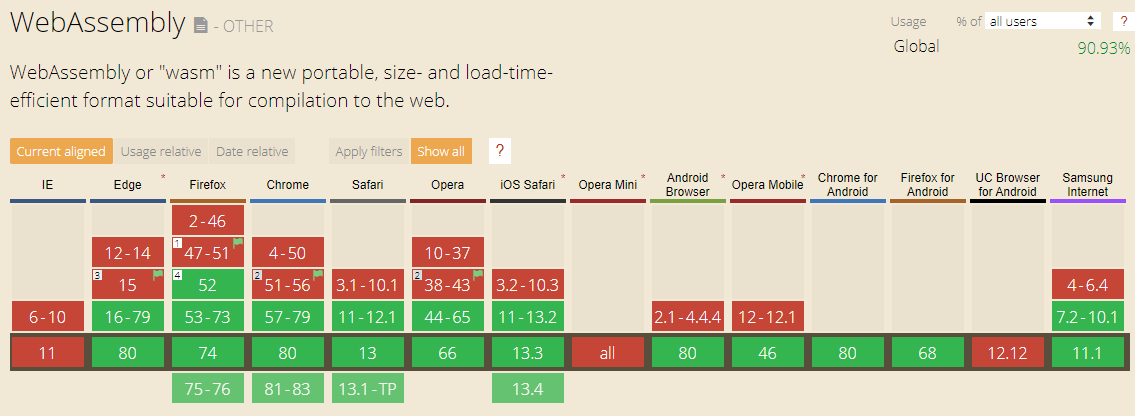 WebAssembly - OTHER
Usage % of all users ?
Global 90.93%
WebAssembly or "wasm" is a new portable, size- and load-time-
efficient format suitable for compilation to the web.
Current aligned Usage relative Date relative Apply filters Show all ?
IE Edge * Firefox Chrome Safari Opera iOS Safari * Opera Mini * Android Browser * Opera Mobile * Chrome for Android Firefox for Android UC Browser for Android Samsung Internet
2-46
12-14 1 47-51 4-50 10-37
3 15 4 52 2 51-56 3.1-10.1 2 38-43 3.2-10.3 4-6.4
6-10 16-79 53-73 57-79 11-12.1 44-65 11-13.2 2.1-4.4.4 12-12.1 7.2-10.1
11 80 74 80 13 66 13.3 all 80 46 80 68 12.12 11.1
75-76 81-83 13.1-TP 13.4